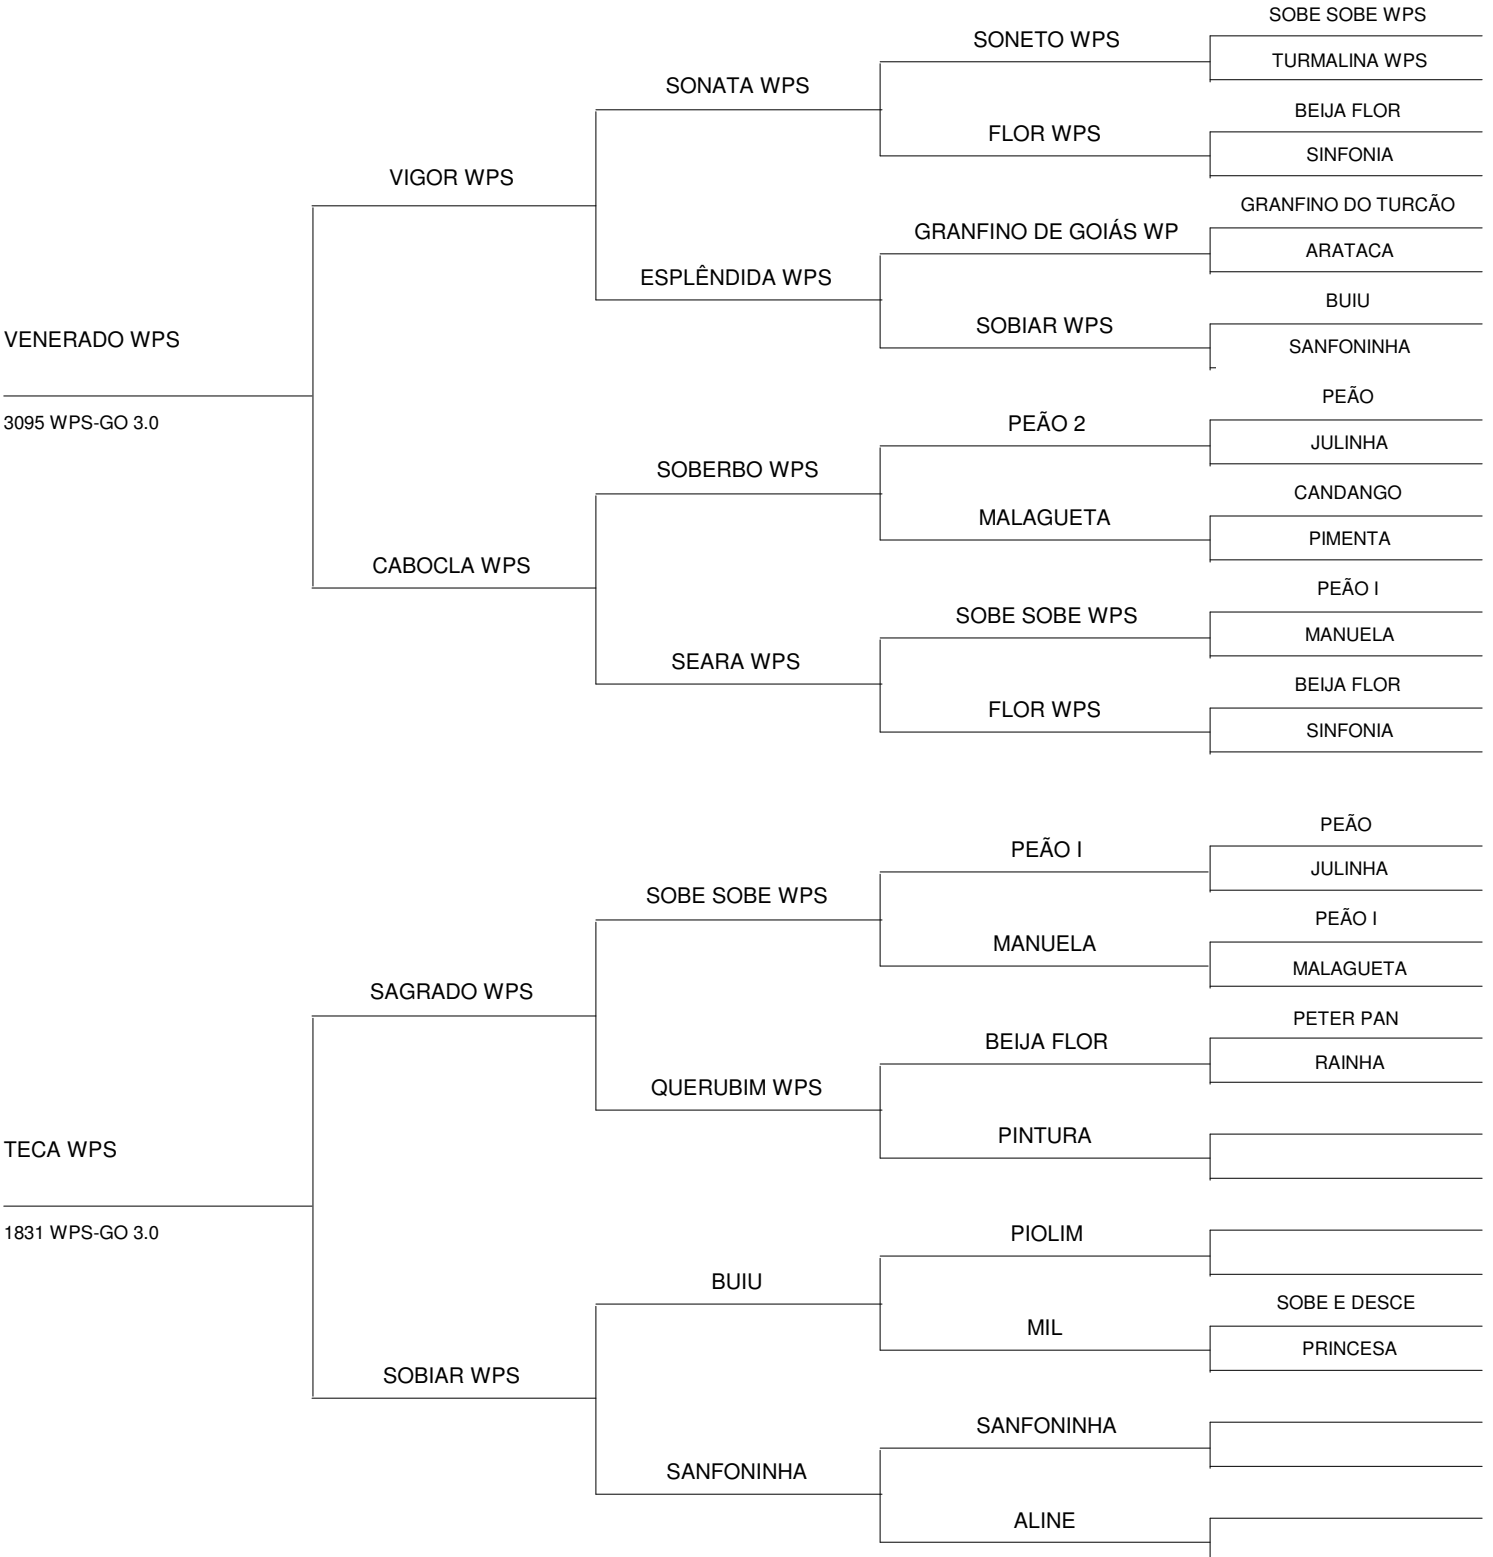 SOBE SOBE WPS
SONETO WPS
TURMALINA WPS
SONATA WPS
BEIJA FLOR
FLOR WPS
SINFONIA
VIGOR WPS
GRANFINO DO TURCÃO
GRANFINO DE GOIÁS WP
ARATACA
ESPLÊNDIDA WPS
BUIU
SOBIAR WPS
SANFONINHA
VENERADO WPS
3095 WPS-GO 3.0
PEÃO
PEÃO 2
JULINHA
SOBERBO WPS
CANDANGO
MALAGUETA
PIMENTA
CABOCLA WPS
PEÃO I
SOBE SOBE WPS
MANUELA
SEARA WPS
BEIJA FLOR
FLOR WPS
SINFONIA
PEÃO
PEÃO I
JULINHA
SOBE SOBE WPS
PEÃO I
MANUELA
MALAGUETA
SAGRADO WPS
PETER PAN
BEIJA FLOR
RAINHA
QUERUBIM WPS
PINTURA
TECA WPS
1831 WPS-GO 3.0
PIOLIM
BUIU
SOBE E DESCE
MIL
PRINCESA
SOBIAR WPS
SANFONINHA
SANFONINHA
ALINE